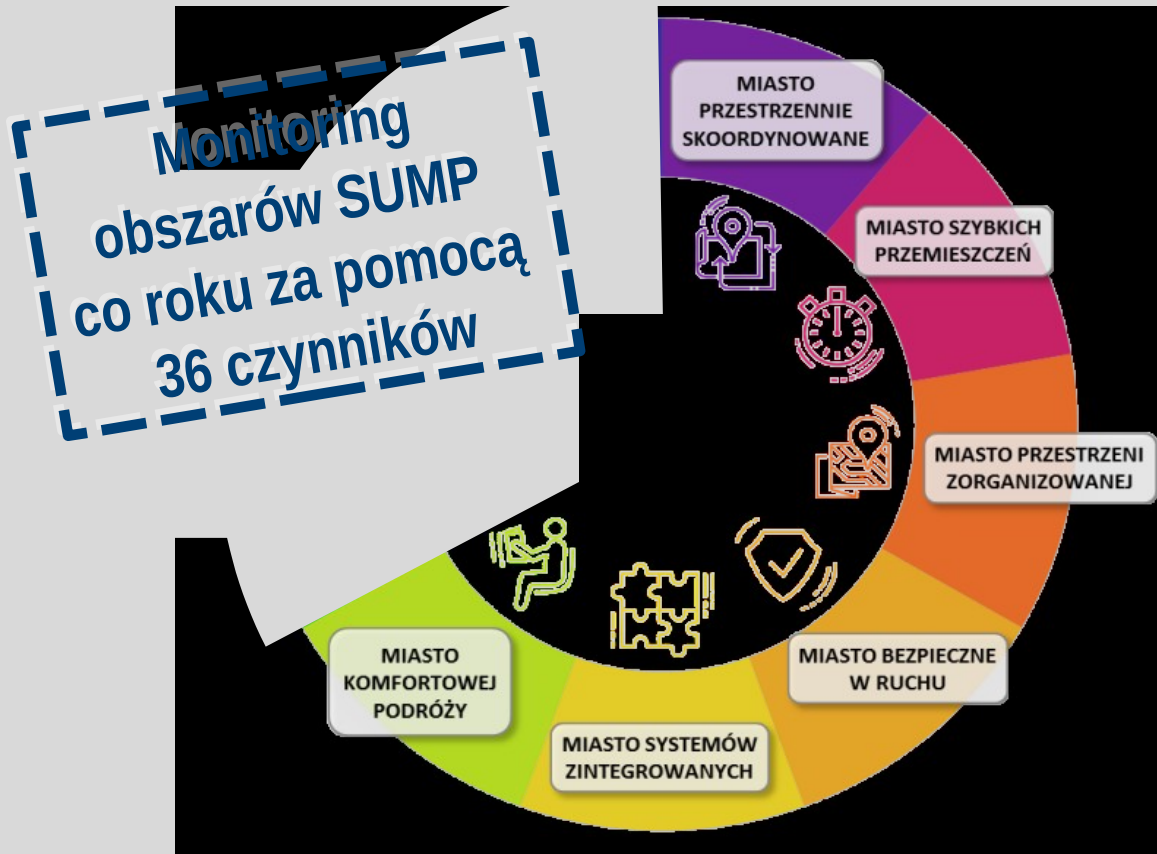 Monitoring
obszarów SUMP
co roku za pomocą
36 czynników
MIASTO
PRZESTRZENNIE
SKOORDYNOWANE
MIASTO SZYBKICH
PRZEMIESZCZEŃ
MIASTO PRZESTRZENI
ZORGANIZOWANEJ
MIASTO BEZPIECZNE
W RUCHU
MIASTO SYSTEMÓW
ZINTEGROWANYCH
MIASTO
KOMFORTOWEJ
PODRÓŻY